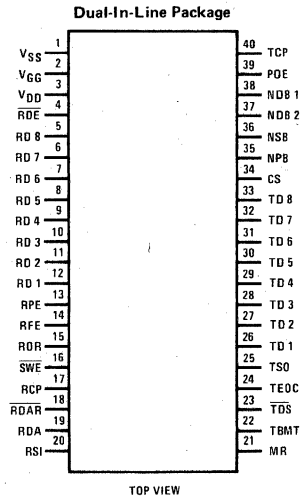 Dual-In-Line Package
VSS 1 40 TCP
VGG 2 39 POE
VDD 3 38 NDB 1
RDE 4 37 NDB 2
RD 8 5 36 NSB
RD 7 6 35 NPB
RD 6 7 34 CS
RD 5 8 33 TD 8
RD 4 9 32 TD 7
RD 3 10 31 TD 6
RD 2 11 30 TD 5
RD 1 12 29 TD 4
RPE 13 28 TD 3
RFE 14 27 TD 2
ROR 15 26 TD 1
SWE 16 25 TSO
RCP 17 24 TEOC
RDAR 18 23 TDS
RDA 19 22 TBMT
RSI 20 21 MR
TOP VIEW